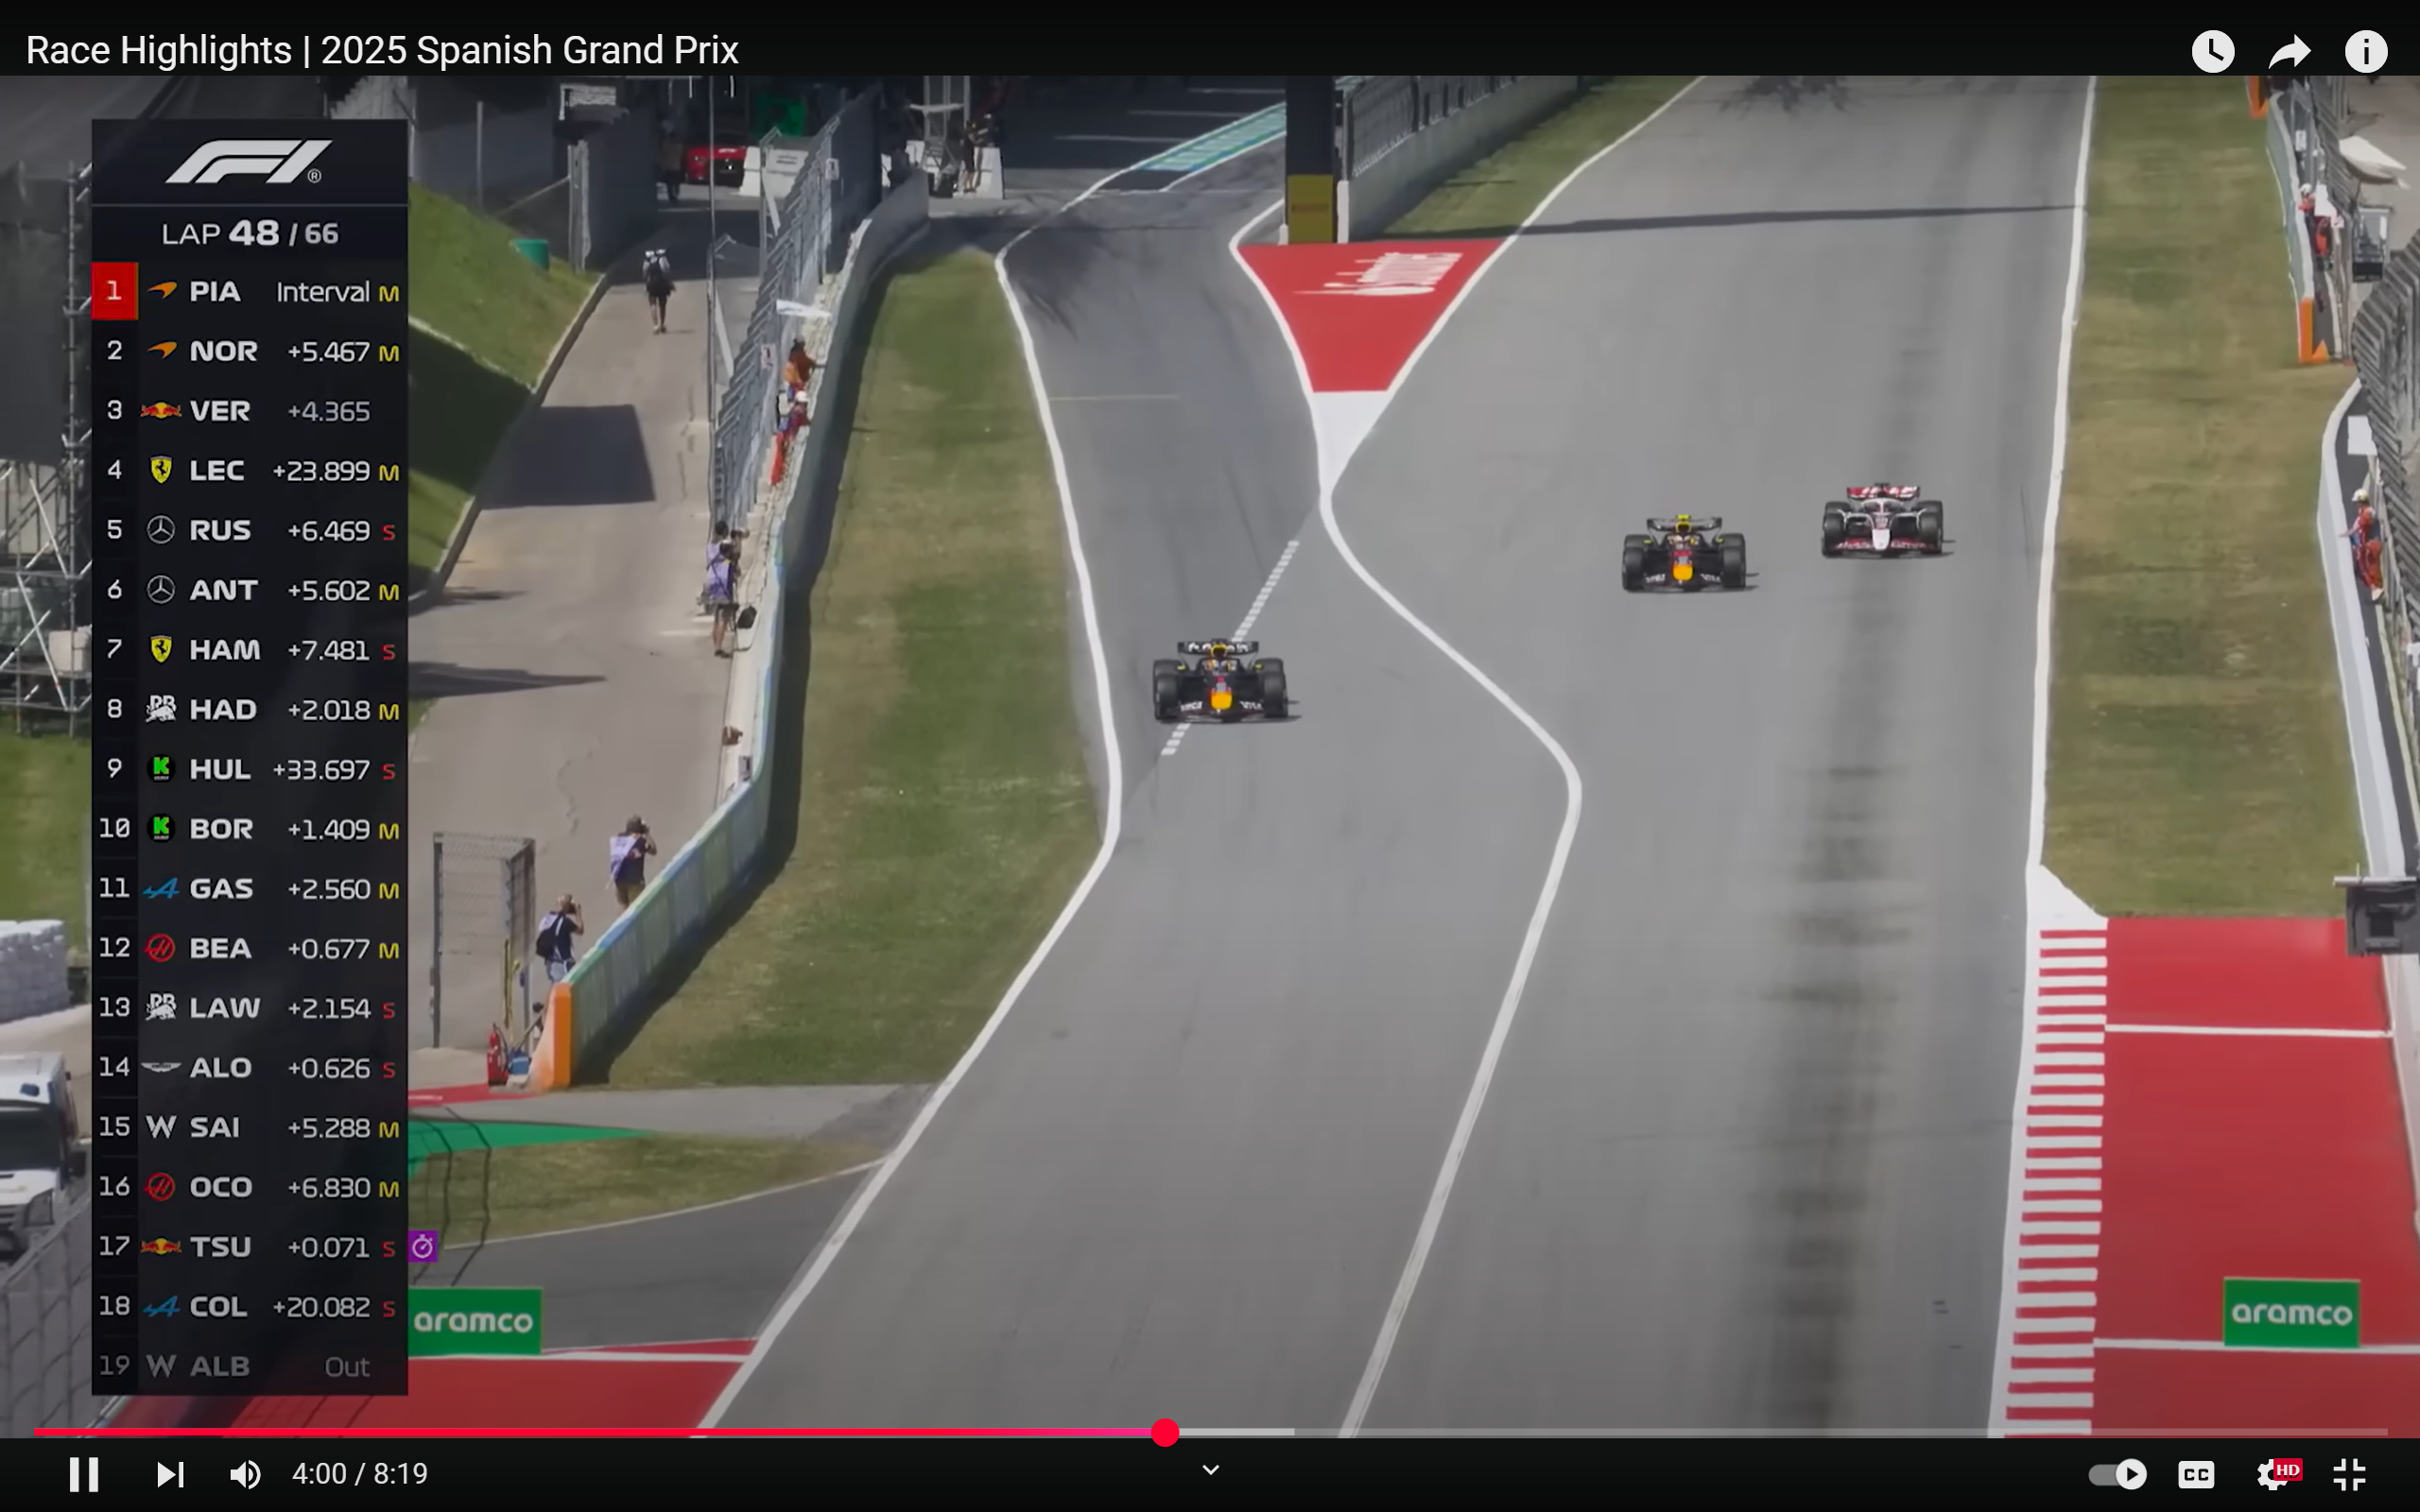 Race Highlights | 2025 Spanish Grand Prix
F1®
LAP 48 / 66
1 PIA Interval M
2 NOR +5.467 M
3 VER +4.365
4 LEC +23.899 M
5 RUS +6.469 S
6 ANT +5.602 M
7 HAM +7.481 S
8 HAD +2.018 M
9 HUL +33.697 S
10 BOR +1.409 M
11 GAS +2.560 M
12 BEA +0.677 M
13 LAW +2.154 S
14 ALO +0.626 S
15 SAI +5.288 M
16 OCO +6.830 M
17 TSU +0.071 S
18 COL +20.082 S
19 ALB Out
aramco
aramco
4:00 / 8:19
CC
HD